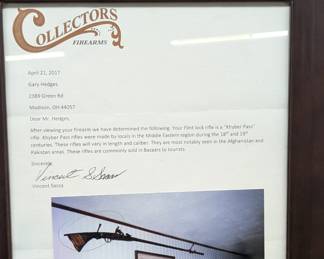 COLLECTORS
FIREARMS
April 21, 2017
Gary Hedges
2389 Green Rd
Madison, OH 44057
Dear Mr. Hedges,
After viewing your firearm we have determined the following. Your Flint lock rifle is a "Khyber Pass"
rifle. Khyber Pass rifles were made by locals in the Middle Eastern region during the 18th and 19th
centuries. These rifles will vary in length and caliber. They are most notably seen in the Afghanistan and
Pakistan areas. These rifles are commonly sold in Bazaars to tourists.
Sincerely,
Vincent Sassa